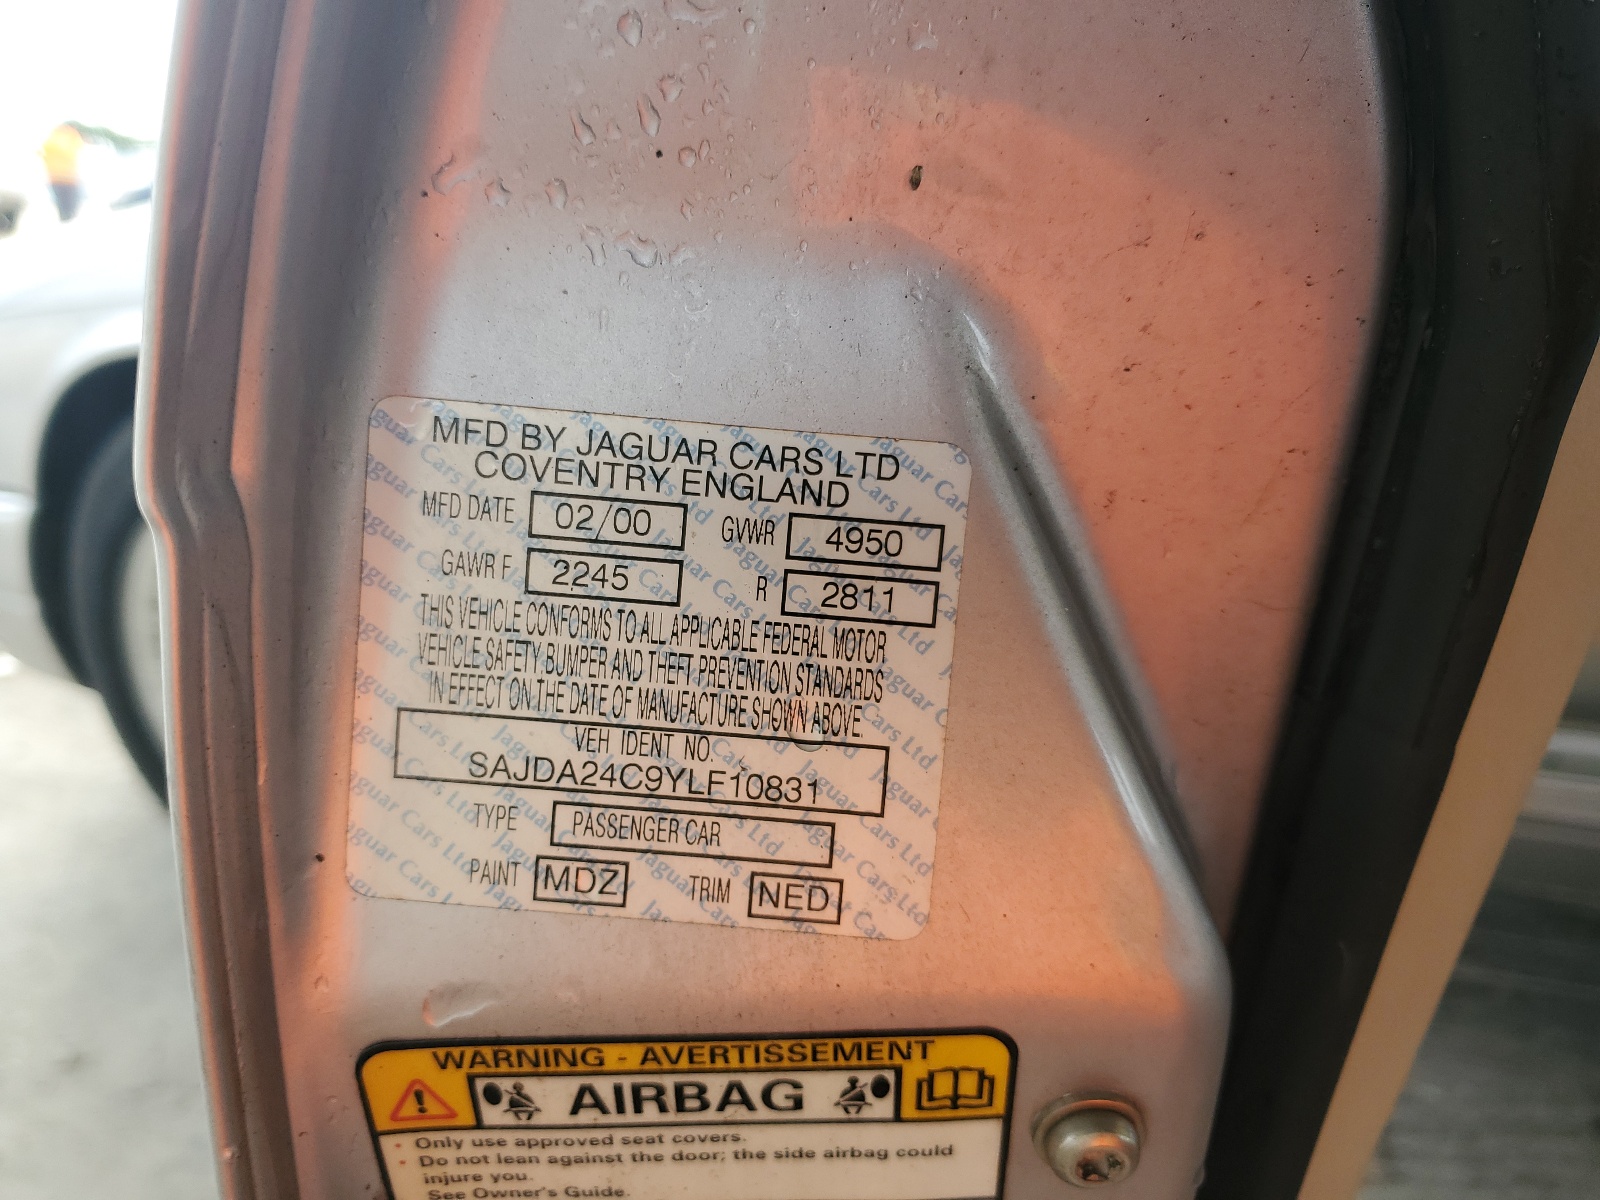 MFD BY JAGUAR CARS LTD
COVENTRY ENGLAND
MFD DATE 02/00 GVWR 4950
GAWR F 2245 R 2811
THIS VEHICLE CONFORMS TO ALL APPLICABLE FEDERAL MOTOR
VEHICLE SAFETY, BUMPER AND THEFT PREVENTION STANDARDS
IN EFFECT ON THE DATE OF MANUFACTURE SHOWN ABOVE.
VEH IDENT NO.
SAJDA24C9YLF10831
TYPE PASSENGER CAR
PAINT MDZ TRIM NED
WARNING - AVERTISSEMENT
AIRBAG
• Only use approved seat covers.
• Do not lean against the door; the side airbag could
injure you.
See Owner's Guide.